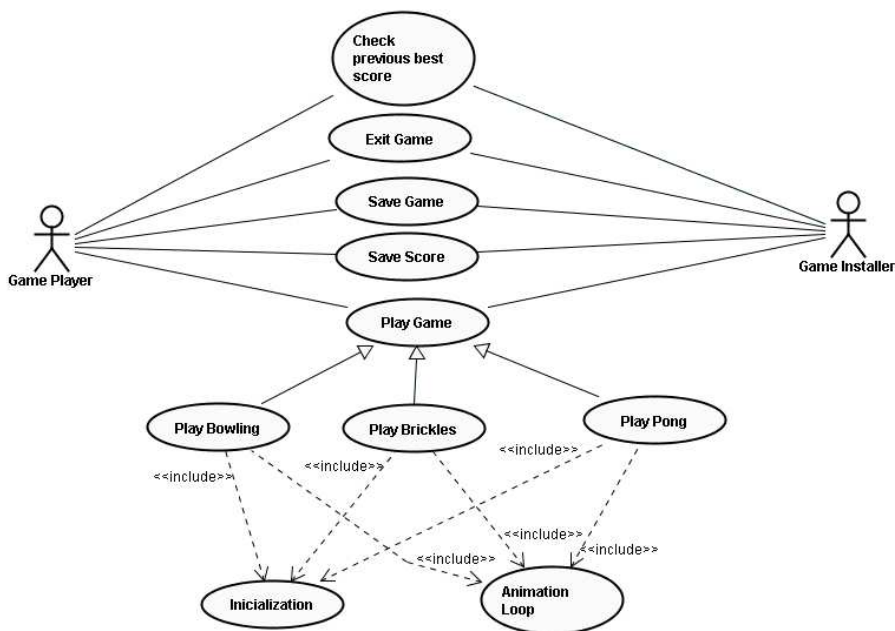 Check
previous best
score
Exit Game
Save Game
Save Score
Game Player
Game Installer
Play Game
Play Bowling
Play Brickles
Play Pong
<<include>>
<<include>>
<<include>>
<<include>>
<<include>>
<<include>>
Inicialization
Animation
Loop